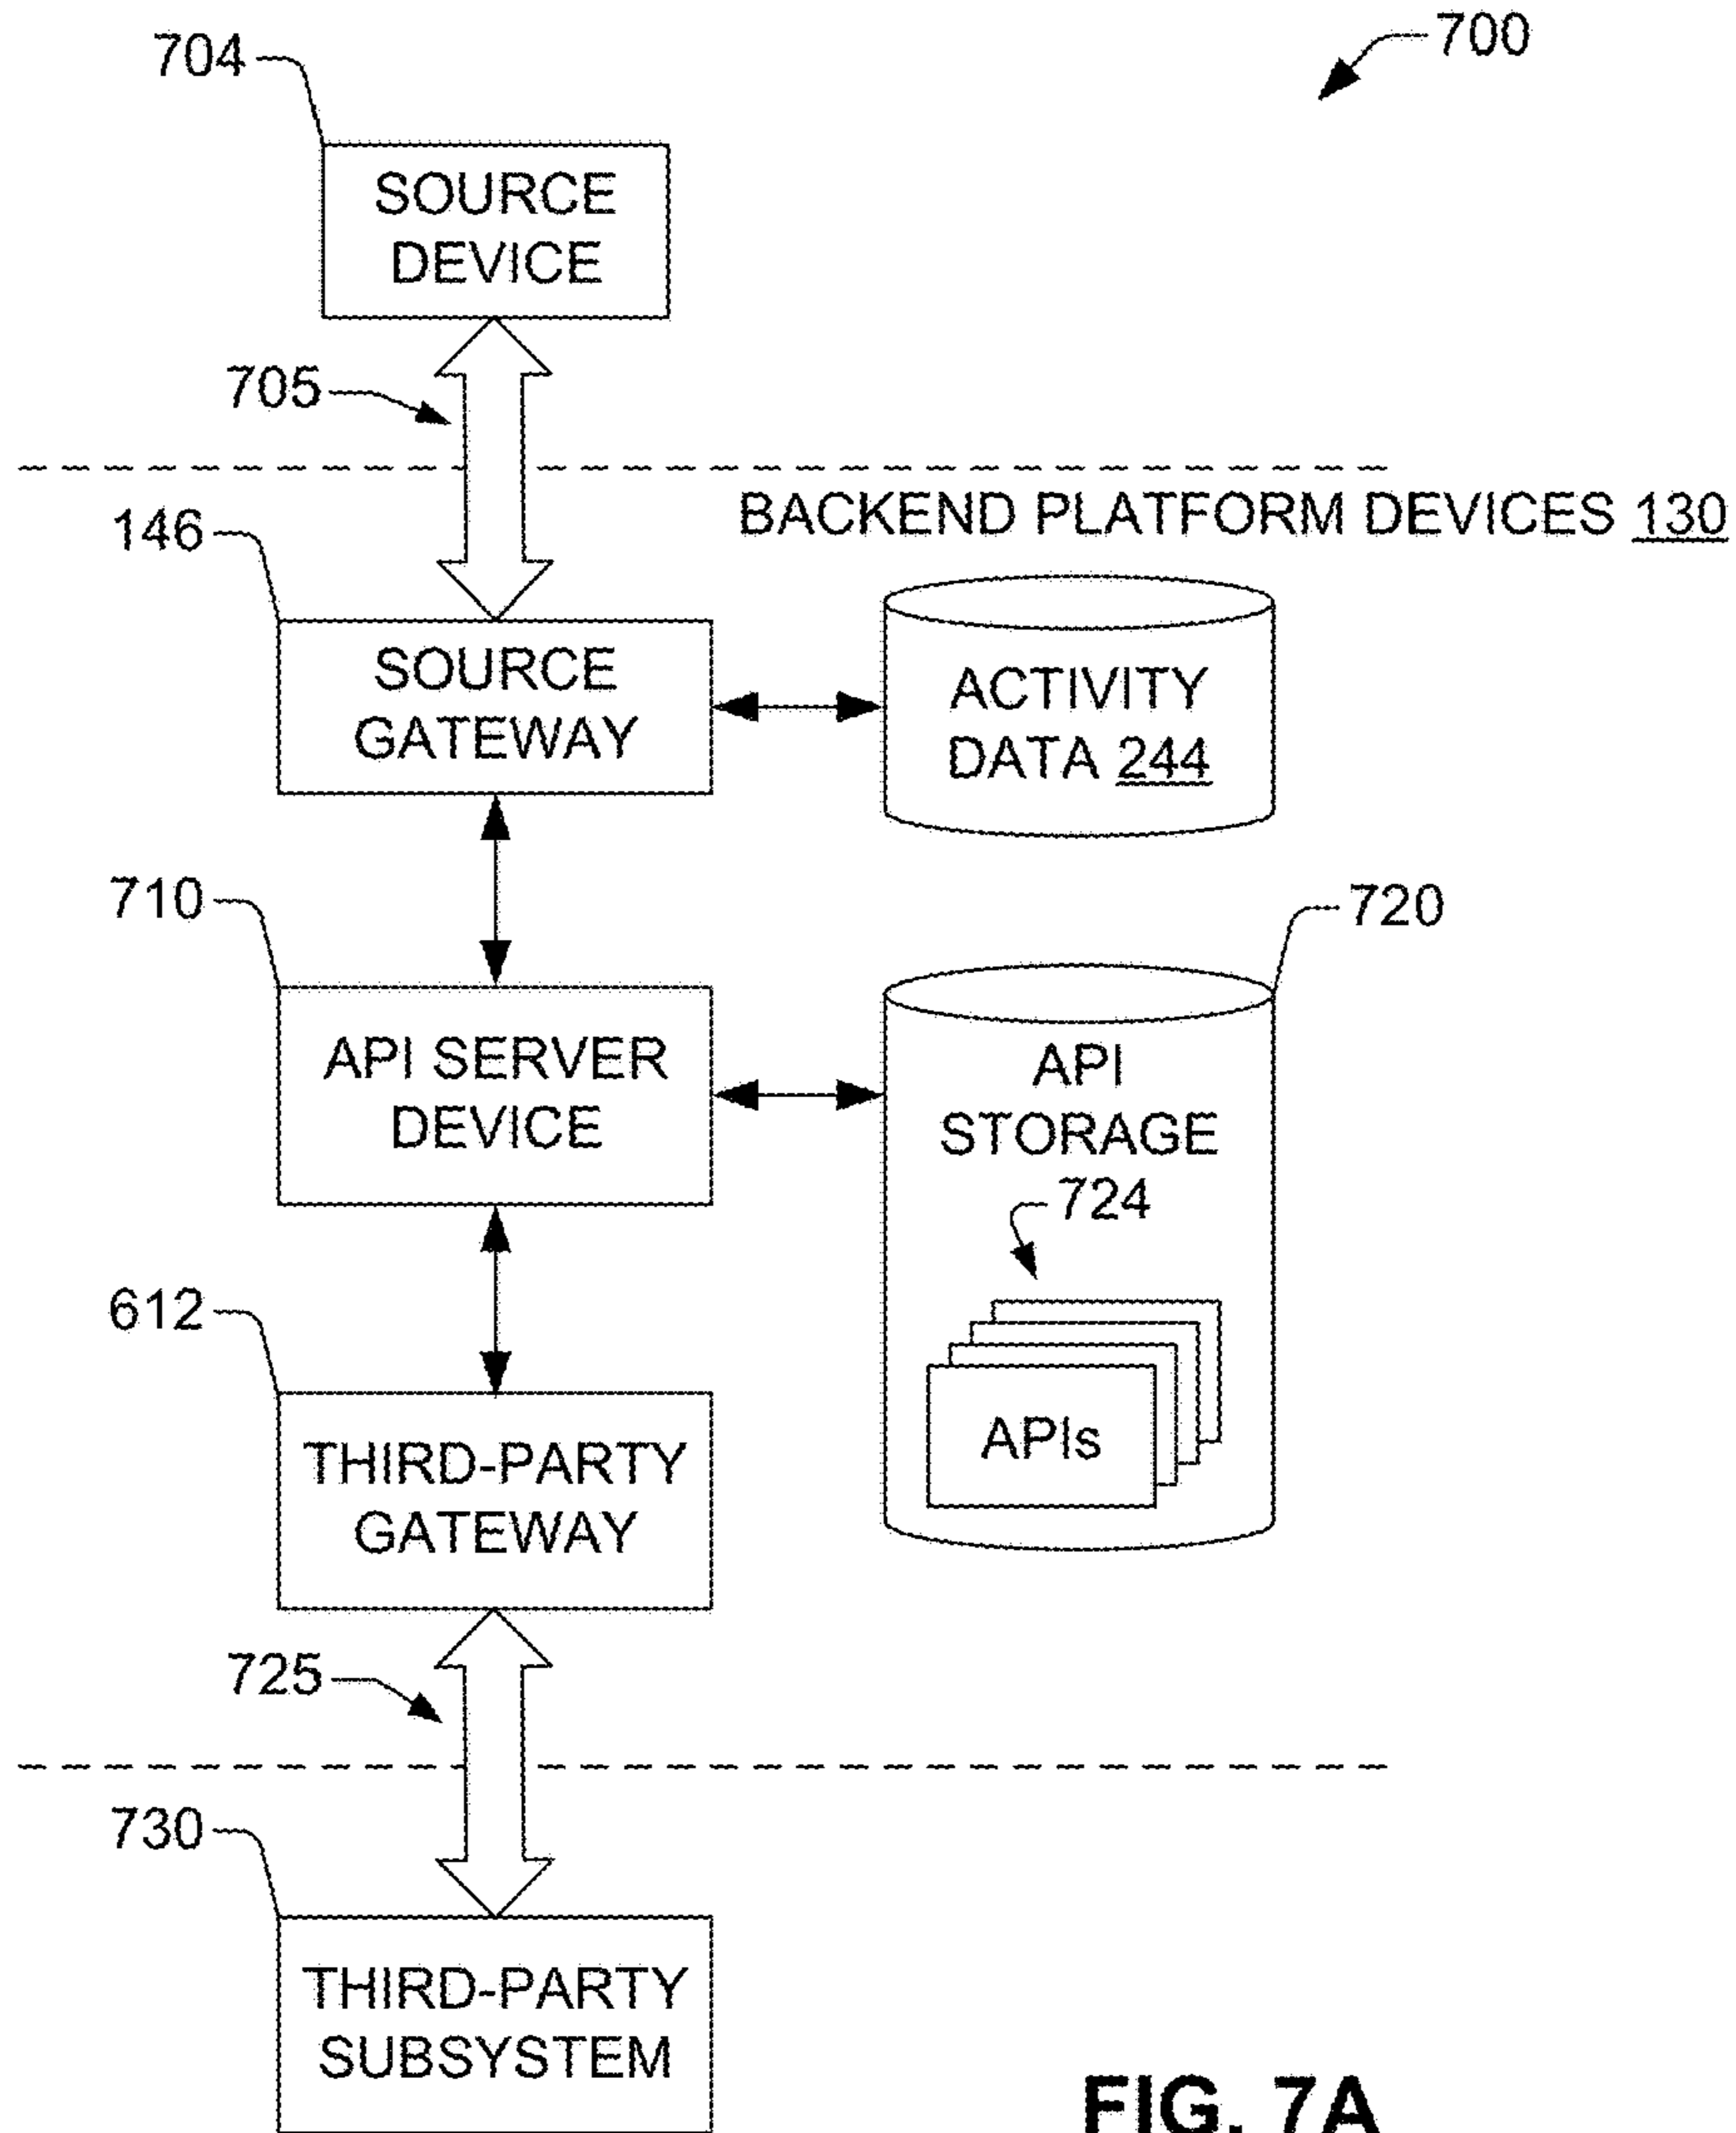 700
704
SOURCE
DEVICE
705
BACKEND PLATFORM DEVICES 130
146
SOURCE
GATEWAY
ACTIVITY
DATA 244
710
720
API SERVER
DEVICE
API
STORAGE
724
612
THIRD-PARTY
GATEWAY
APIs
725
730
THIRD-PARTY
SUBSYSTEM
FIG. 7A